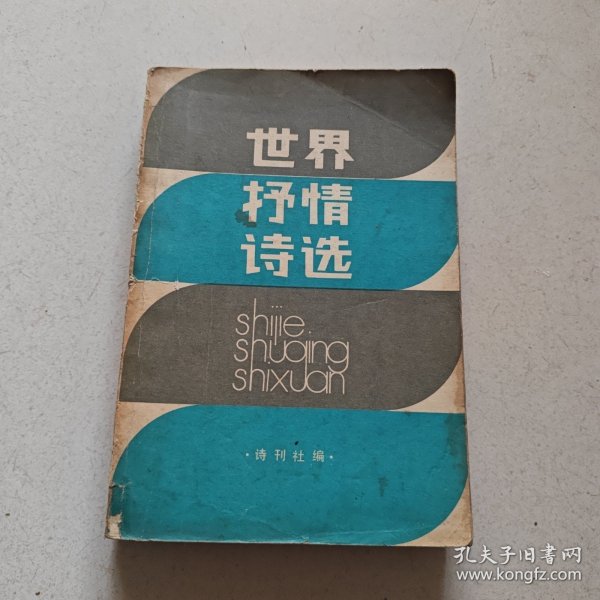 世界
抒情
诗选
shijie
shuqing
shixuan
·诗刊社编·
孔夫子旧书网
www.kongfz.com